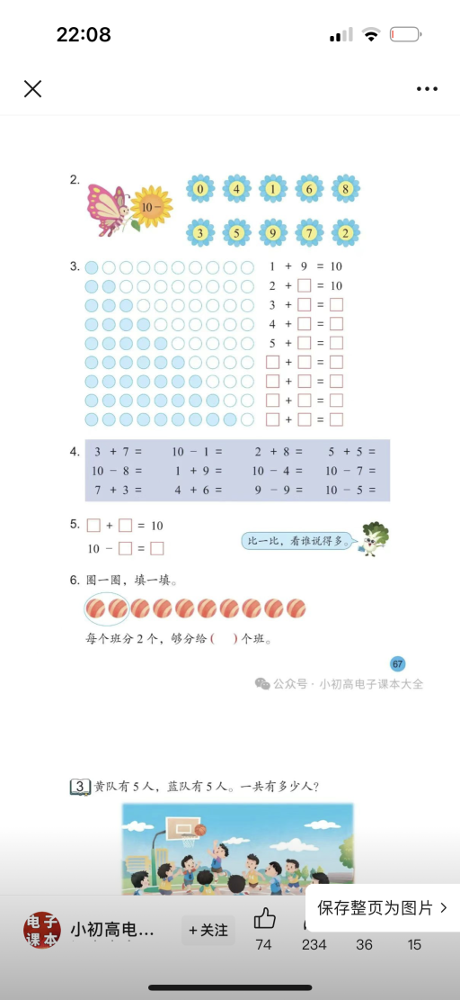 22:08
2.
10 −
0 4 1 6 8
3 5 9 7 2
3.
1 + 9 = 10
2 + □ = 10
3 + □ = □
4 + □ = □
5 + □ = □
□ + □ = □
□ + □ = □
□ + □ = □
□ + □ = □
4.
3 + 7 = 10 − 1 = 2 + 8 = 5 + 5 =
10 − 8 = 1 + 9 = 10 − 4 = 10 − 7 =
7 + 3 = 4 + 6 = 9 − 9 = 10 − 5 =
5. □ + □ = 10
10 − □ = □
比一比，看谁说得多。
6. 圈一圈，填一填。
每个班分 2 个，够分给( )个班。
67
公众号 · 小初高电子课本大全
3 黄队有 5 人，蓝队有 5 人。一共有多少人?
保存整页为图片
电子课本
小初高电...
+关注
74 234 36 15